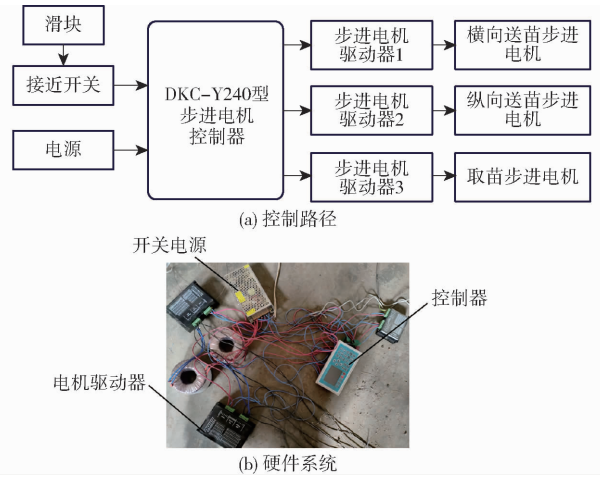 滑块
接近开关
电源
DKC-Y240型
步进电机
控制器
步进电机
驱动器1
横向送苗步进
电机
步进电机
驱动器2
纵向送苗步进
电机
步进电机
驱动器3
取苗步进电机
(a) 控制路径
开关电源
控制器
电机驱动器
(b) 硬件系统